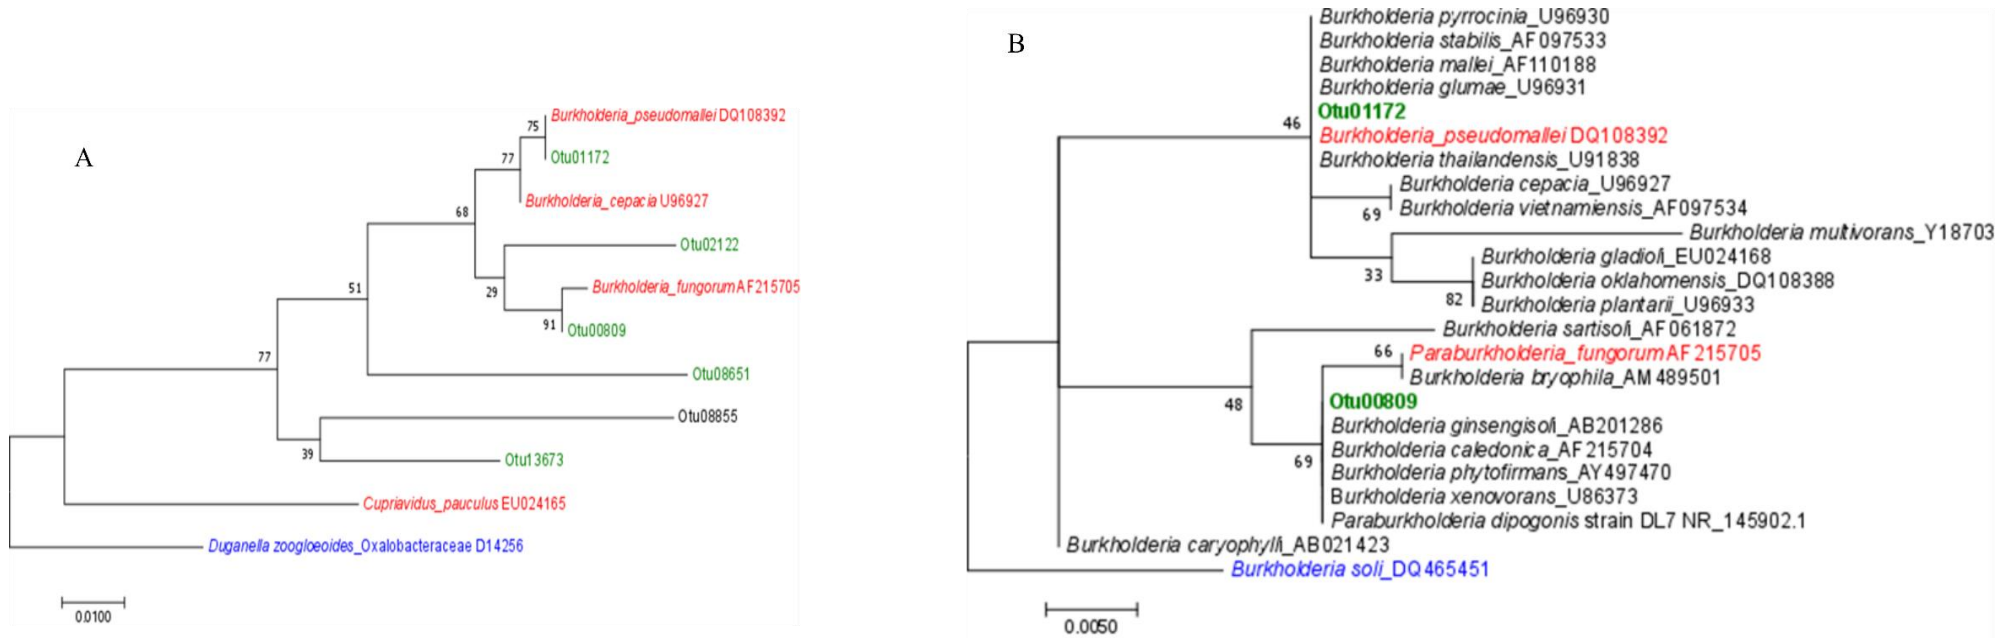 A
75
Burkholderia_pseudomallei DQ108392
Otu01172
77
Burkholderia_cepacia U96927
68
Otu02122
29
Burkholderia_fungorum AF215705
91
Otu00809
51
Otu08651
77
Otu08855
39
Otu13673
Cupriavidus_pauculus EU024165
Duganella zoogloeoides_Oxalobacteraceae D14256
0.0100
B
Burkholderia pyrrocinia_U96930
Burkholderia stabilis_AF097533
Burkholderia mallei_AF110188
Burkholderia glumae_U96931
Otu01172
46
Burkholderia_pseudomallei DQ108392
Burkholderia thailandensis_U91838
Burkholderia cepacia_U96927
69
Burkholderia vietnamiensis_AF097534
Burkholderia multivorans_Y18703
33
Burkholderia gladioli_EU024168
Burkholderia oklahomensis_DQ108388
82
Burkholderia plantarii_U96933
Burkholderia sartisoli_AF061872
66
Paraburkholderia_fungorum AF215705
Burkholderia bryophila_AM489501
48
Otu00809
Burkholderia ginsengisoli_AB201286
Burkholderia caledonica_AF215704
69
Burkholderia phytofirmans_AY497470
Burkholderia xenovorans_U86373
Paraburkholderia dipogonis strain DL7 NR_145902.1
Burkholderia caryophylli_AB021423
Burkholderia soli_DQ465451
0.0050